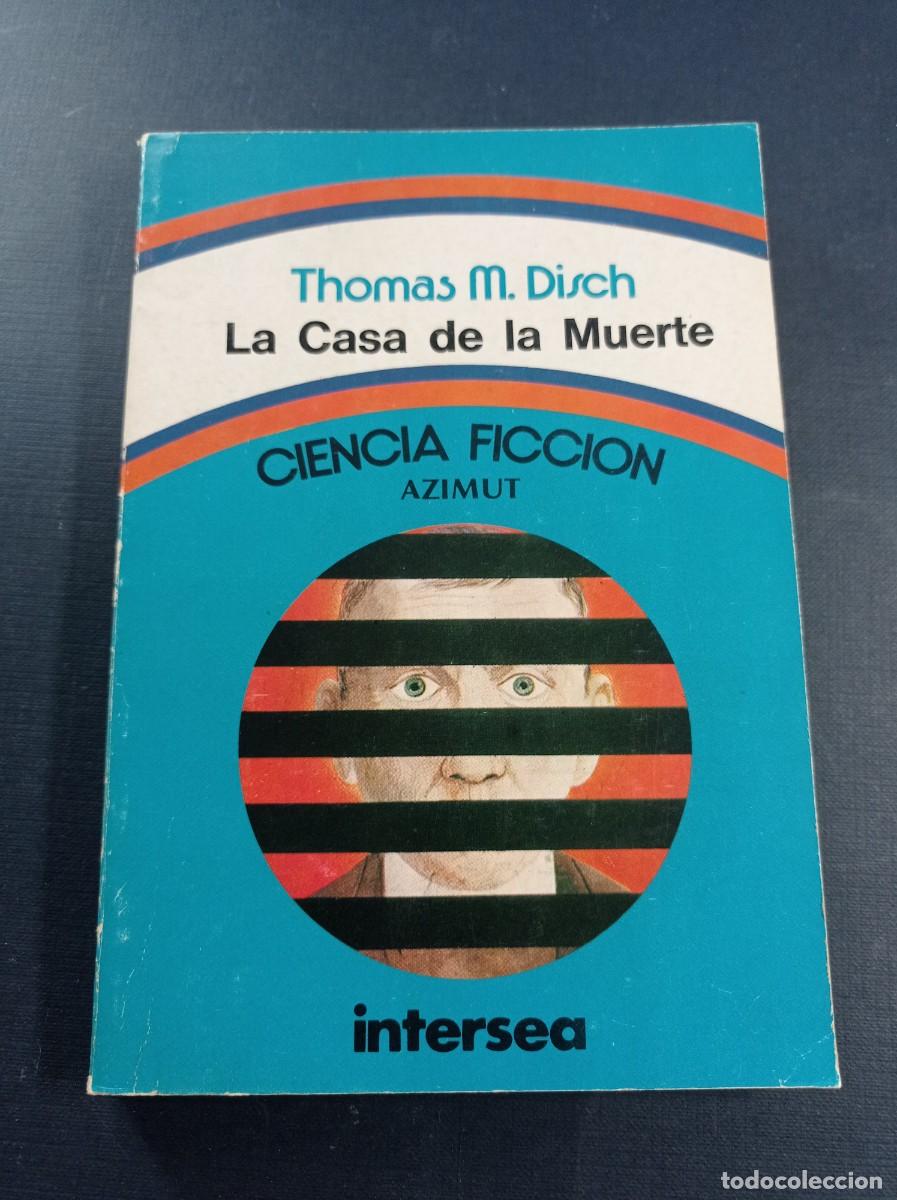 Thomas M. Disch
La Casa de la Muerte
CIENCIA FICCION
AZIMUT
intersea
todocoleccion